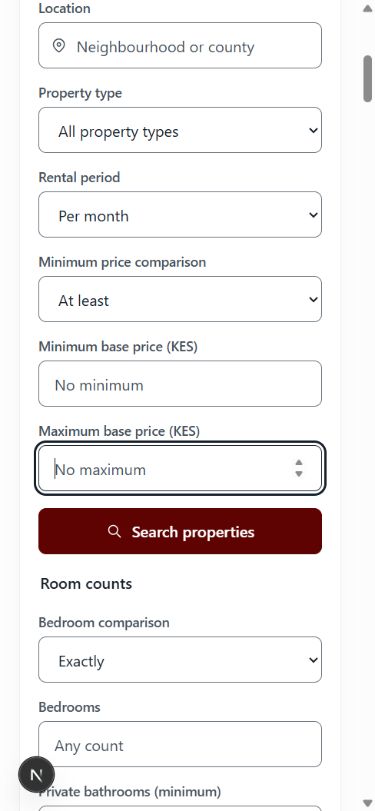 Location
Neighbourhood or county
Property type
All property types
Rental period
Per month
Minimum price comparison
At least
Minimum base price (KES)
No minimum
Maximum base price (KES)
No maximum
Search properties
Room counts
Bedroom comparison
Exactly
Bedrooms
Any count
N
Private bathrooms (minimum)